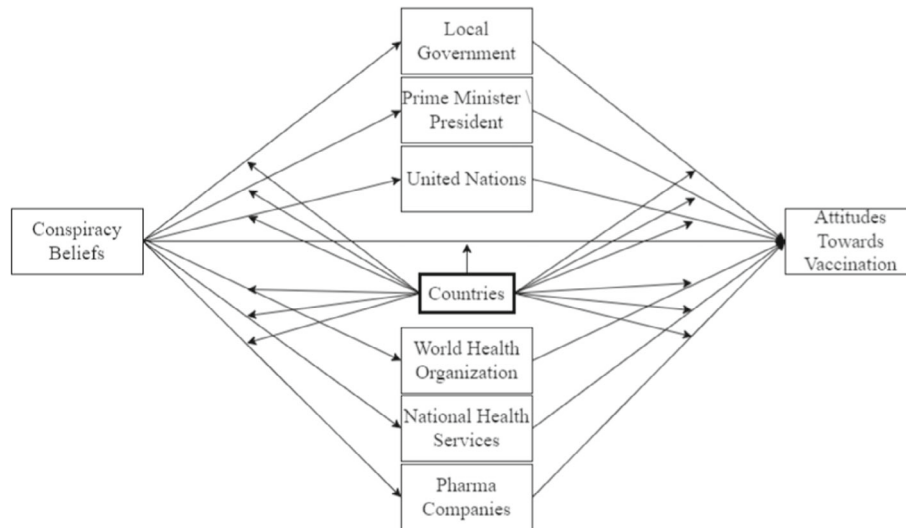 Local
Government
Prime Minister \
President
United Nations
Conspiracy
Beliefs
Attitudes
Towards
Vaccination
Countries
World Health
Organization
National Health
Services
Pharma
Companies